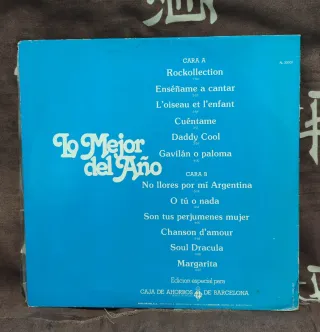 CARA A
Rockollection
Enséñame a cantar
L'oiseau et l'enfant
Cuéntame
Daddy Cool
Gavilán o paloma
Lo Mejor
del Año
CARA B
No llores por mí Argentina
O tú o nada
Son tus perjumenes mujer
Chanson d'amour
Soul Dracula
Margarita
Edición especial para
CAJA DE AHORROS DE BARCELONA